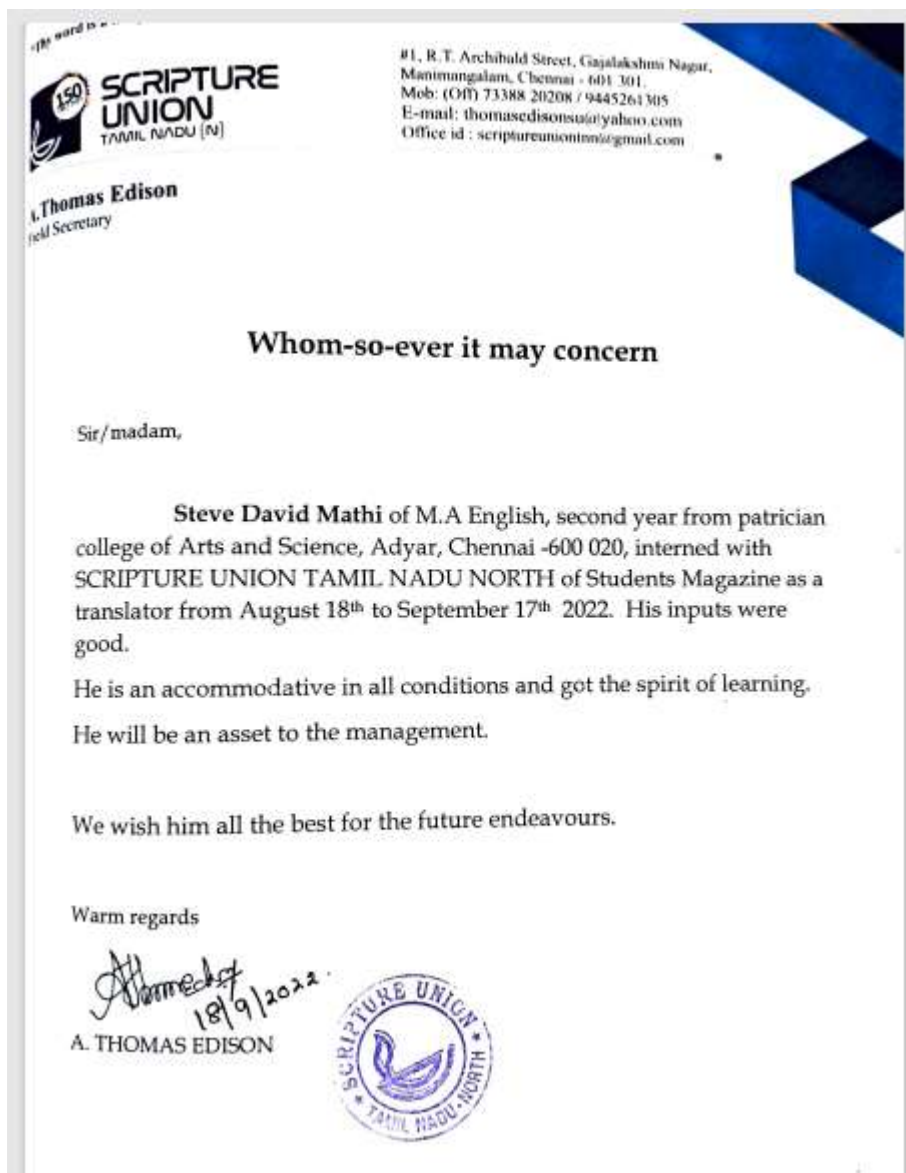 word is
150
SCRIPTURE
UNION
TAMIL NADU [N]
#1, R.T. Archibald Street, Gajalakshmi Nagar,
Manimangalam, Chennai - 601 301.
Mob: (Off) 73388 20208 / 9445261305
E-mail: thomasedisonsu@yahoo.com
Office id :
A.Thomas Edison
Field Secretary
Whom-so-ever it may concern
Sir/madam,
Steve David Mathi of M.A English, second year from patrician
college of Arts and Science, Adyar, Chennai -600 020, interned with
SCRIPTURE UNION TAMIL NADU NORTH of Students Magazine as a
translator from August 18th to September 17th 2022. His inputs were
good.
He is an accommodative in all conditions and got the spirit of learning.
He will be an asset to the management.
We wish him all the best for the future endeavours.
Warm regards
18/9/2022.
A. THOMAS EDISON
SCRIPTURE UNION
TAMIL NADU-NORTH